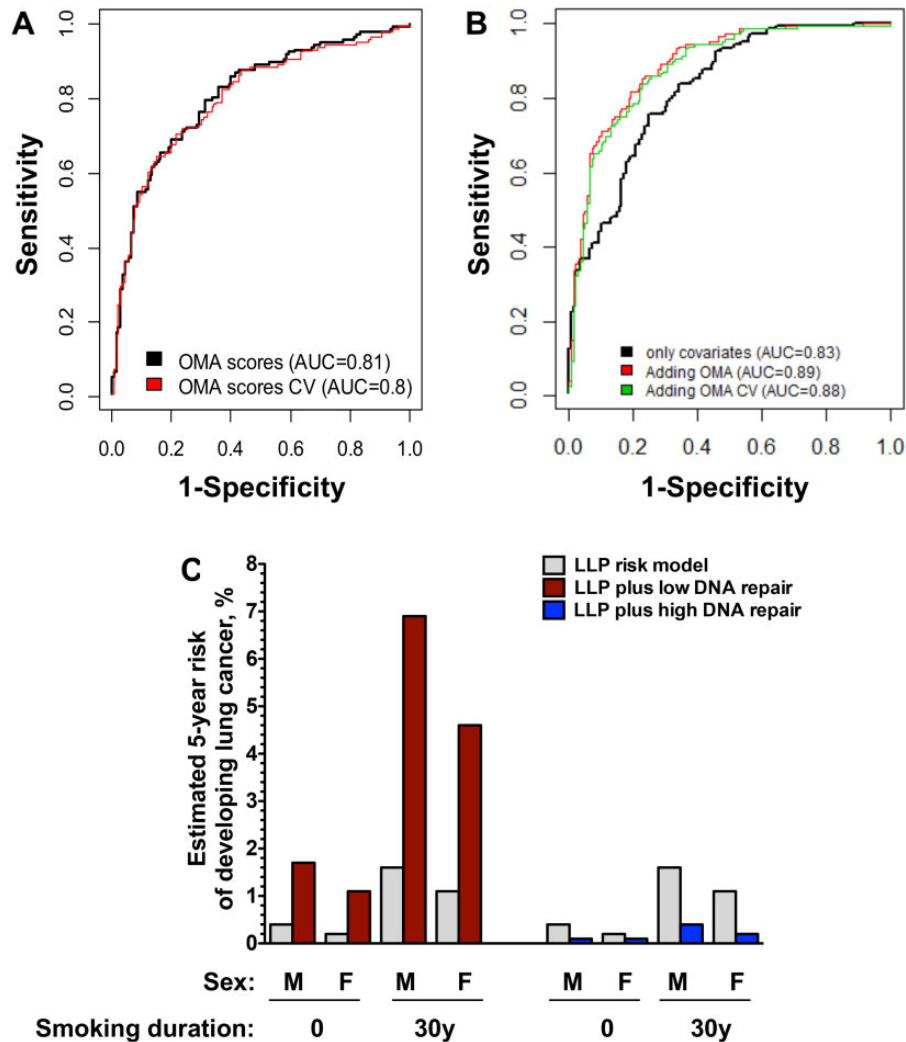 A
Sensitivity
1.0
0.8
0.6
0.4
0.2
0.0
OMA scores (AUC=0.81)
OMA scores CV (AUC=0.8)
0.0 0.2 0.4 0.6 0.8 1.0
1-Specificity
B
Sensitivity
1.0
0.8
0.6
0.4
0.2
0.0
only covariates (AUC=0.83)
Adding OMA (AUC=0.89)
Adding OMA CV (AUC=0.88)
0.0 0.2 0.4 0.6 0.8 1.0
1-Specificity
C
Estimated 5-year risk
of developing lung cancer, %
8
7
6
5
4
3
2
1
0
LLP risk model
LLP plus low DNA repair
LLP plus high DNA repair
Sex: M F M F M F M F
Smoking duration: 0 30y 0 30y